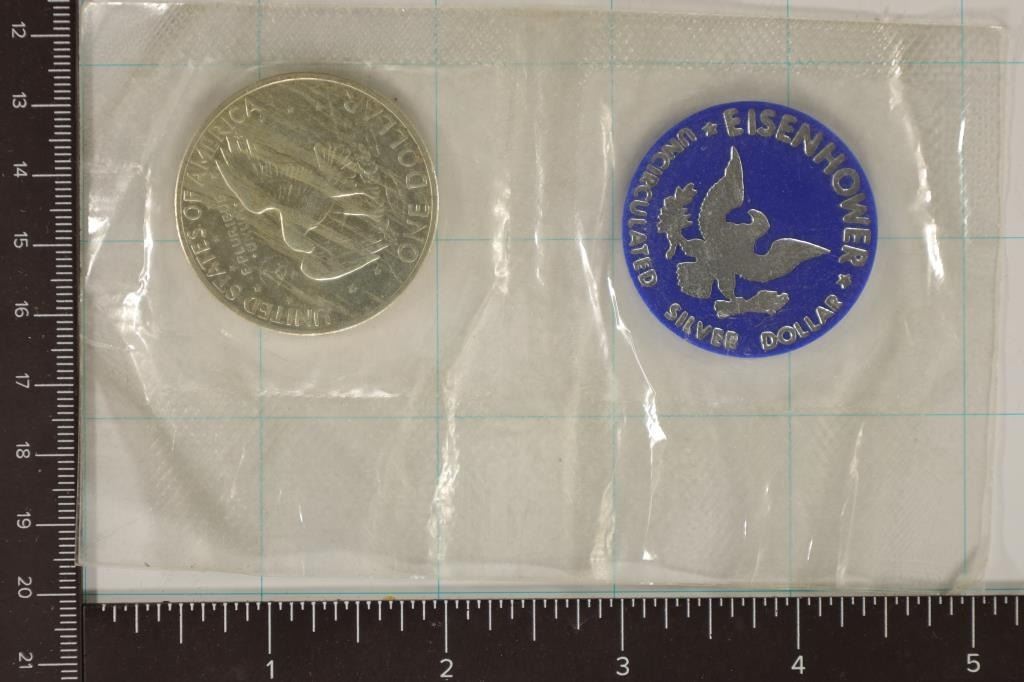 UNITED STATES OF AMERICA
E PLURIBUS UNUM
ONE DOLLAR
★ EISENHOWER ★
UNCIRCULATED SILVER DOLLAR
12
13
14
15
16
17
18
19
20
21
1 2 3 4 5